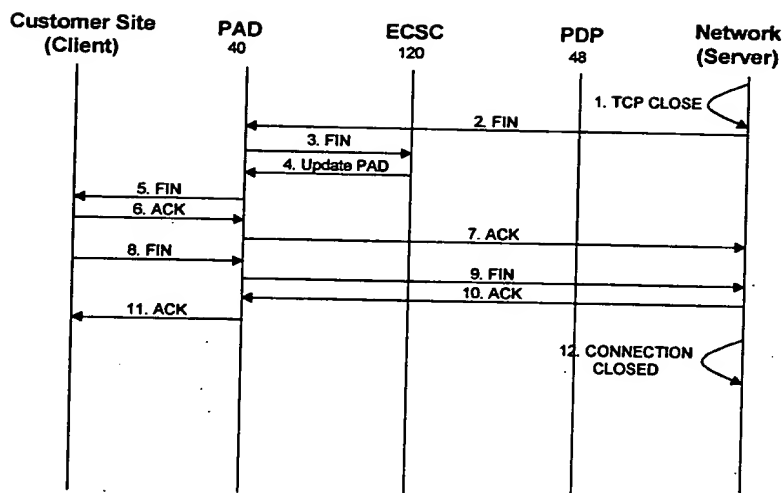 Customer Site
(Client)
PAD
40
ECSC
120
PDP
48
Network
(Server)
1. TCP CLOSE
2. FIN
3. FIN
4. Update PAD
5. FIN
6. ACK
7. ACK
8. FIN
9. FIN
10. ACK
11. ACK
12. CONNECTION
CLOSED